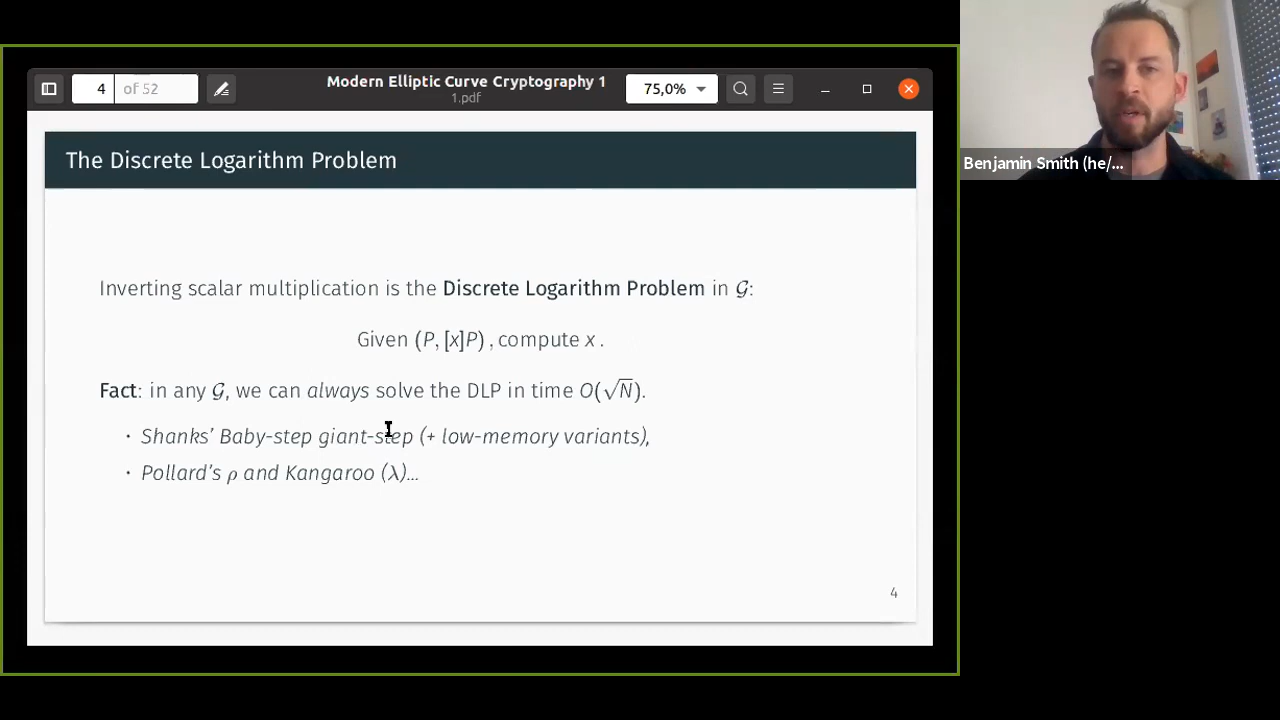 4 of 52
Modern Elliptic Curve Cryptography 1
1.pdf
75,0%
The Discrete Logarithm Problem
Inverting scalar multiplication is the Discrete Logarithm Problem in 𝒢:
Given (P, [x]P) , compute x .
Fact: in any 𝒢, we can always solve the DLP in time O(√N).
· Shanks’ Baby-step giant-step (+ low-memory variants),
· Pollard’s ρ and Kangaroo (λ)...
4
Benjamin Smith (he/...